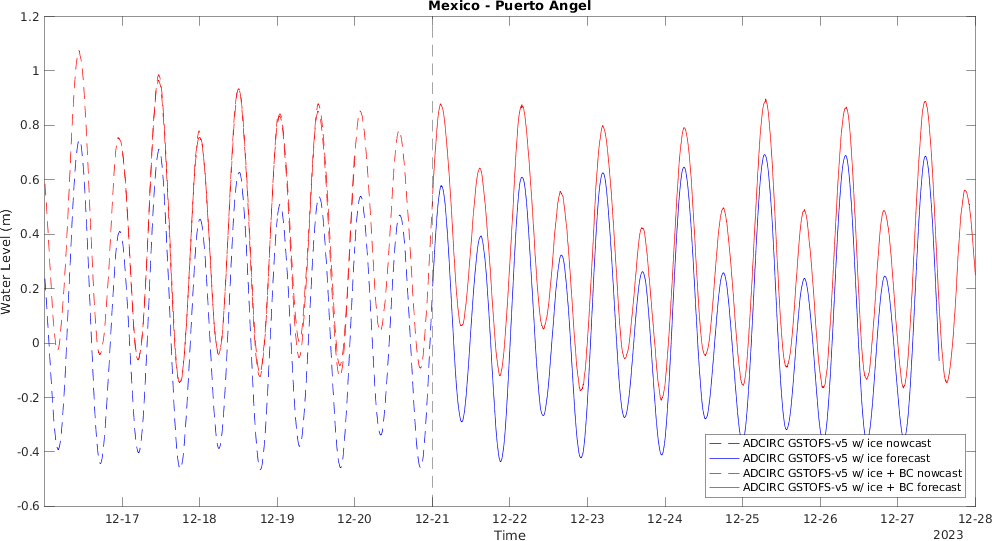 Mexico - Puerto Angel
1.2
1
0.8
0.6
0.4
0.2
0
-0.2
-0.4
-0.6
Water Level (m)
ADCIRC GSTOFS-v5 w/ ice nowcast
ADCIRC GSTOFS-v5 w/ ice forecast
ADCIRC GSTOFS-v5 w/ ice + BC nowcast
ADCIRC GSTOFS-v5 w/ ice + BC forecast
12-17 12-18 12-19 12-20 12-21 12-22 12-23 12-24 12-25 12-26 12-27 12-28
Time
2023